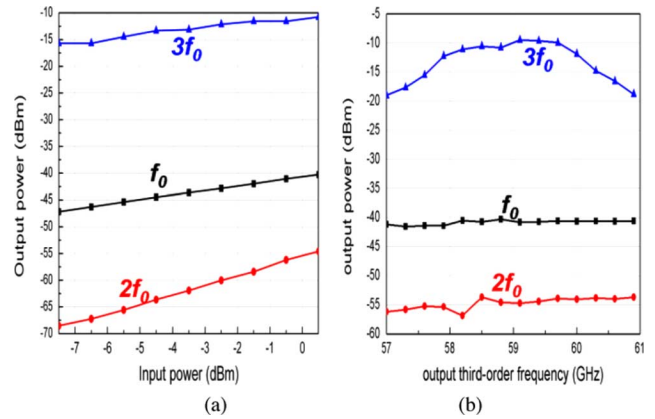 -10
-15
-20
-25
-30
-35
-40
-45
-50
-55
-60
-65
-70
Output power (dBm)
3f0
f0
2f0
-7 -6 -5 -4 -3 -2 -1 0
Input power (dBm)
(a)
-5
-10
-15
-20
-25
-30
-35
-40
-45
-50
-55
-60
output power (dBm)
3f0
f0
2f0
57 58 59 60 61
output third-order frequency (GHz)
(b)